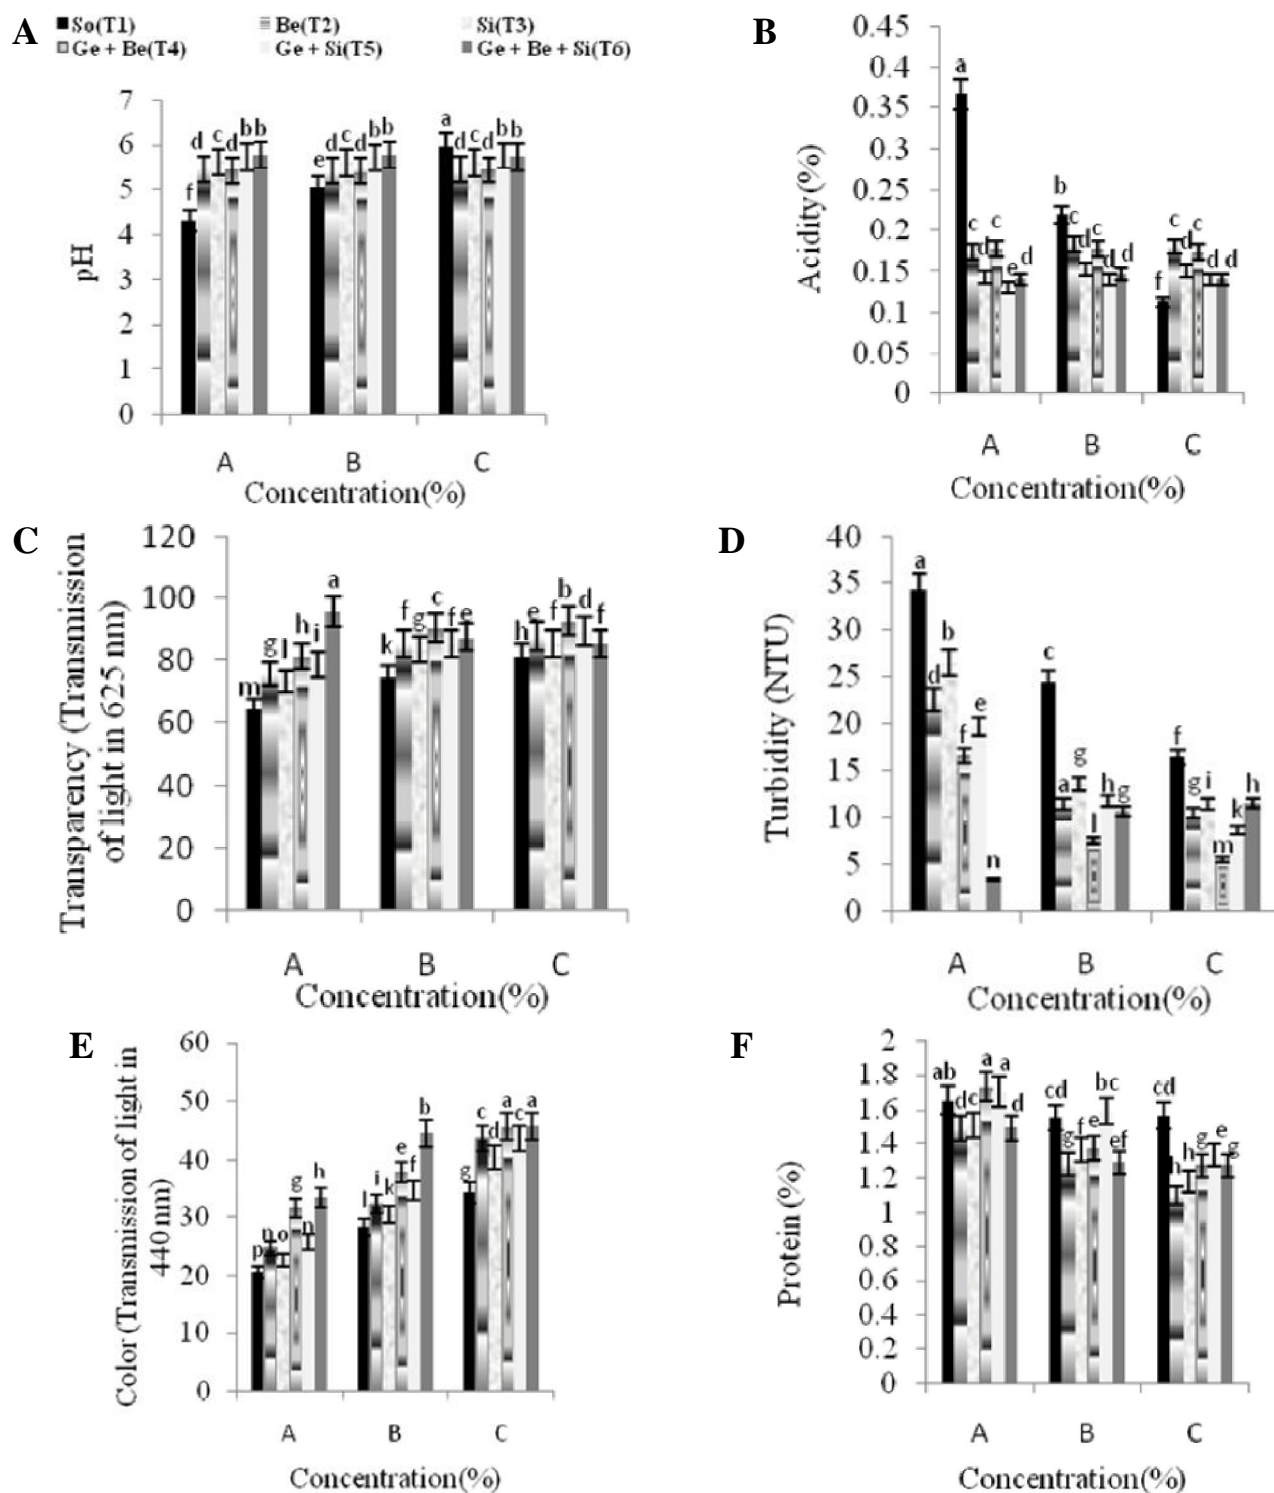 A
So(T1) Be(T2) Si(T3)
Ge + Be(T4) Ge + Si(T5) Ge + Be + Si(T6)
pH
7
6
5
4
3
2
1
0
f d c d b b
e d c d b b
a d c d b b
A B C
Concentration(%)
B
Acidity(%)
0.45
0.4
0.35
0.3
0.25
0.2
0.15
0.1
0.05
0
a c d c e d
b c d c d d
f c d c d d
A B C
Concentration(%)
C
Transparency (Transmission
of light in 625 nm)
120
100
80
60
40
20
0
m g l h i a
k f g c f e
h e f b d f
A B C
Concentration(%)
D
Turbidity (NTU)
40
35
30
25
20
15
10
5
0
a d b f e n
c a g l h g
f g i m k h
A B C
Concentration(%)
E
Color (Transmission of light in
440 nm)
60
50
40
30
20
10
0
p n o g n h
l i k e f b
g c d a c a
A B C
Concentration(%)
F
Protein (%)
2
1.8
1.6
1.4
1.2
1
0.8
0.6
0.4
0.2
0
ab d c a a d
cd g f e bc ef
cd h h g e g
A B C
Concentration(%)